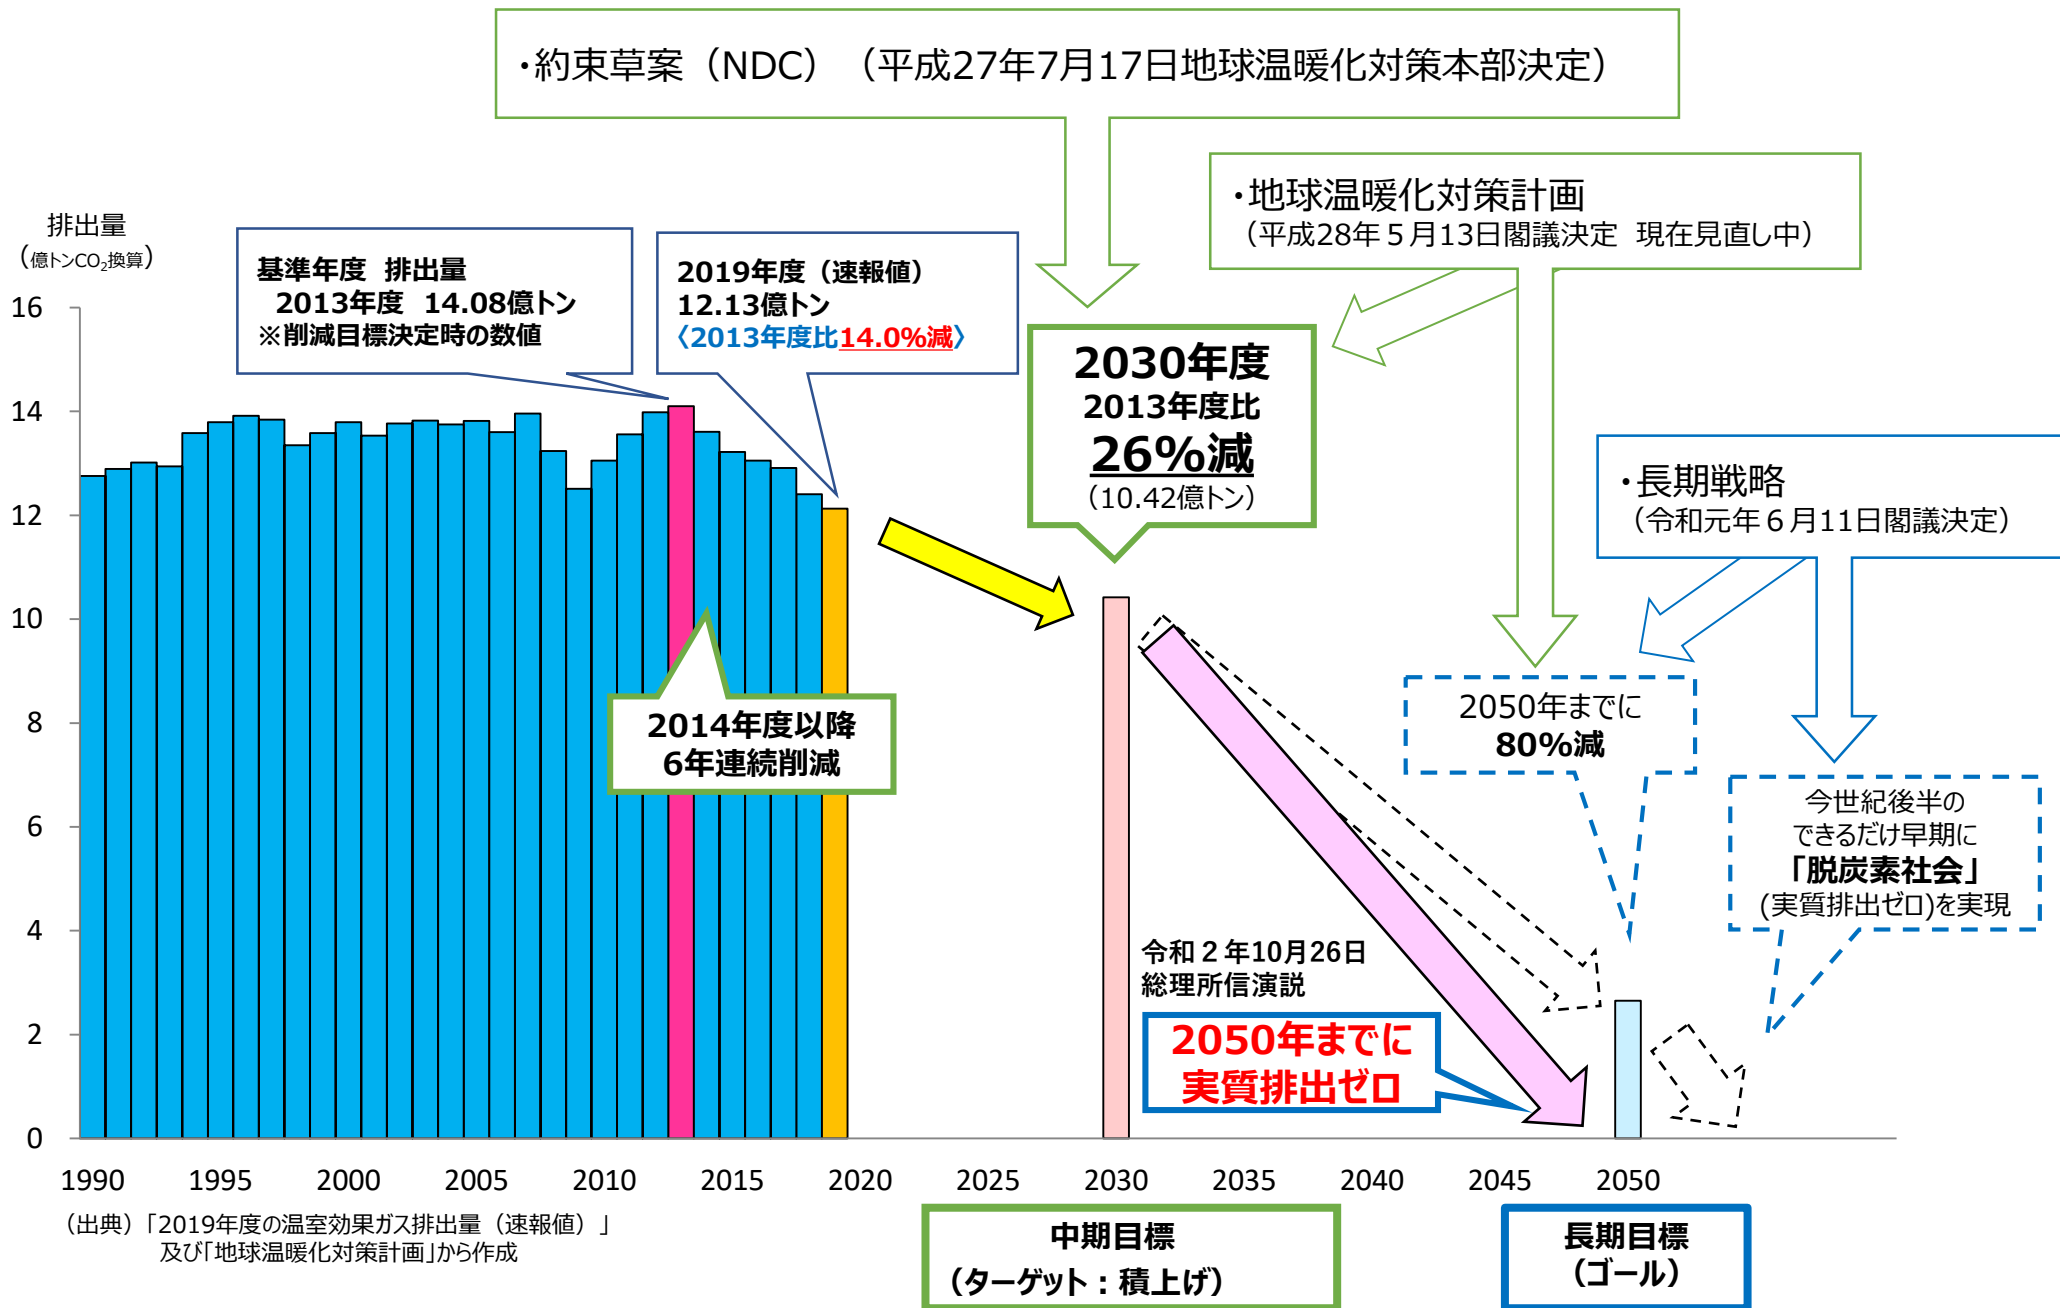 ・約束草案（NDC）（平成27年7月17日地球温暖化対策本部決定）
・地球温暖化対策計画
（平成28年５月13日閣議決定 現在見直し中）
排出量
（億トンCO₂換算）
基準年度 排出量
2013年度 14.08億トン
※削減目標決定時の数値
2019年度（速報値）
12.13億トン
〈2013年度比14.0%減〉
2030年度
2013年度比
26%減
（10.42億トン）
・長期戦略
（令和元年６月11日閣議決定）
16
14
12
10
8
6
4
2
0
2014年度以降
6年連続削減
2050年までに
80%減
今世紀後半の
できるだけ早期に
「脱炭素社会」
(実質排出ゼロ)を実現
令和２年10月26日
総理所信演説
2050年までに
実質排出ゼロ
1990 1995 2000 2005 2010 2015 2020 2025 2030 2035 2040 2045 2050
（出典）「2019年度の温室効果ガス排出量（速報値）」
及び「地球温暖化対策計画」から作成
中期目標
（ターゲット：積上げ）
長期目標
（ゴール）